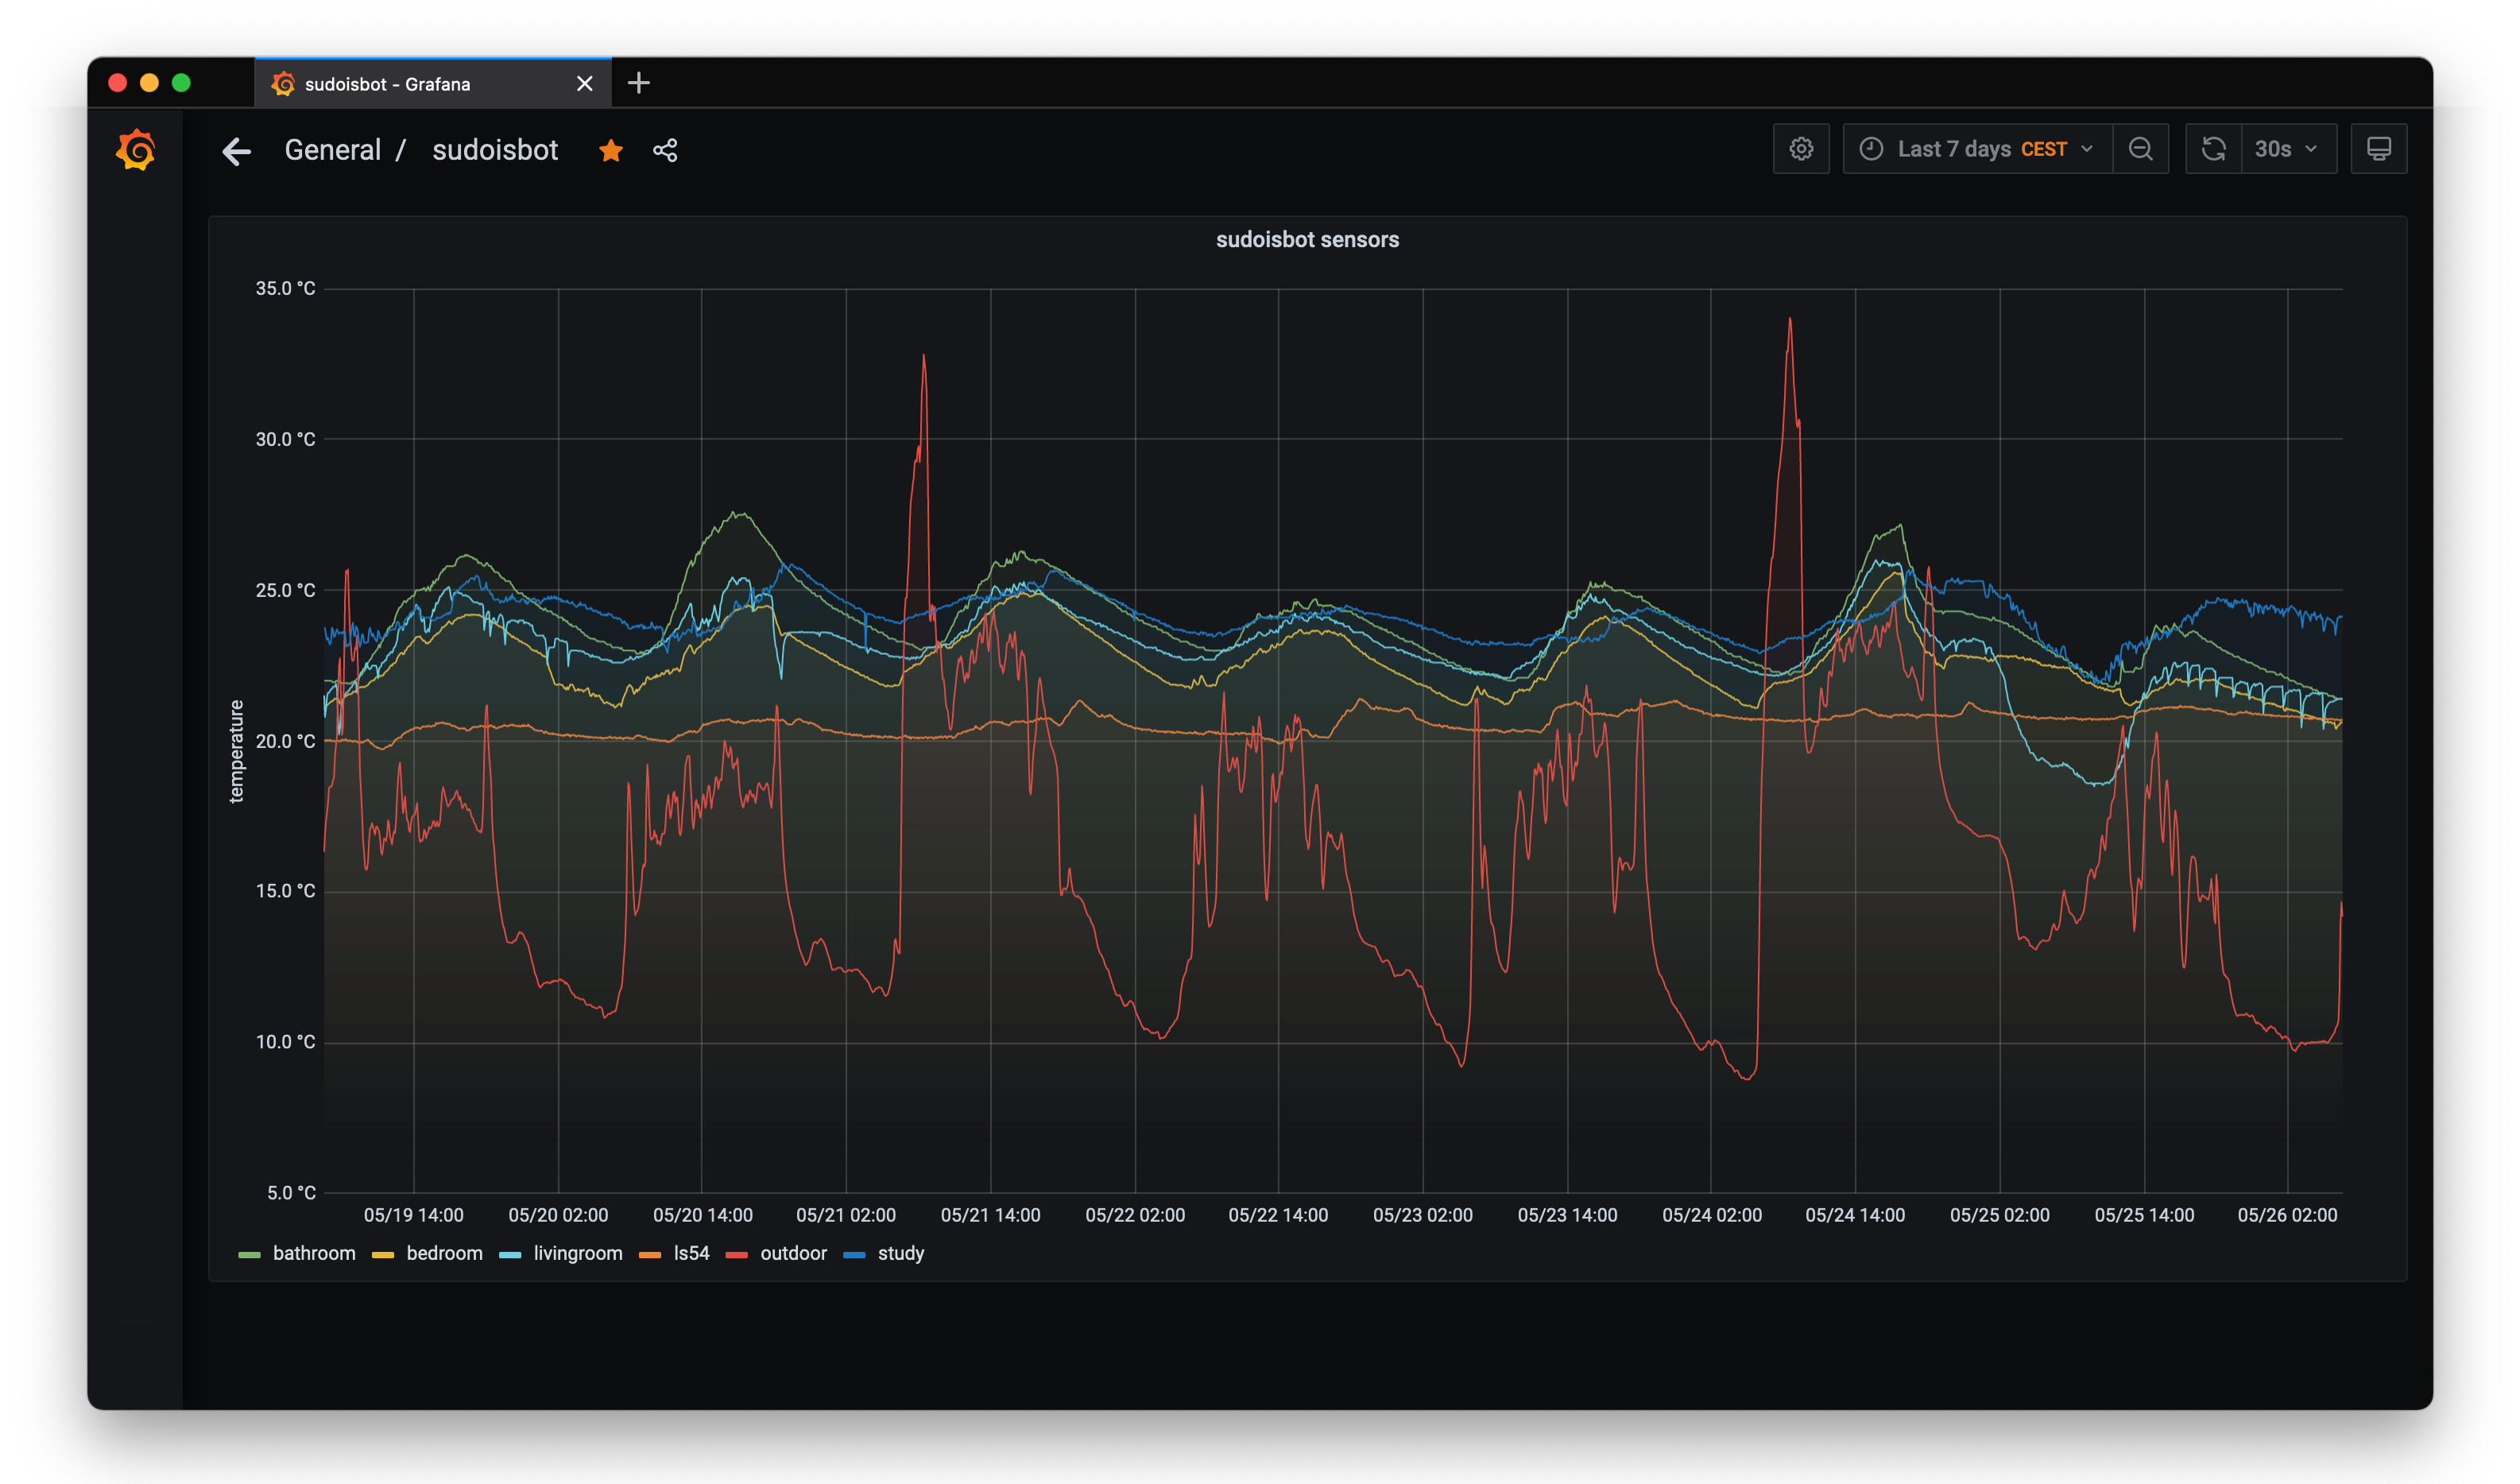 sudoisbot - Grafana
General / sudoisbot
Last 7 days CEST
30s
sudoisbot sensors
35.0 °C
30.0 °C
25.0 °C
20.0 °C
15.0 °C
10.0 °C
5.0 °C
temperature
05/19 14:00 05/20 02:00 05/20 14:00 05/21 02:00 05/21 14:00 05/22 02:00 05/22 14:00 05/23 02:00 05/23 14:00 05/24 02:00 05/24 14:00 05/25 02:00 05/25 14:00 05/26 02:00
bathroom bedroom livingroom ls54 outdoor study